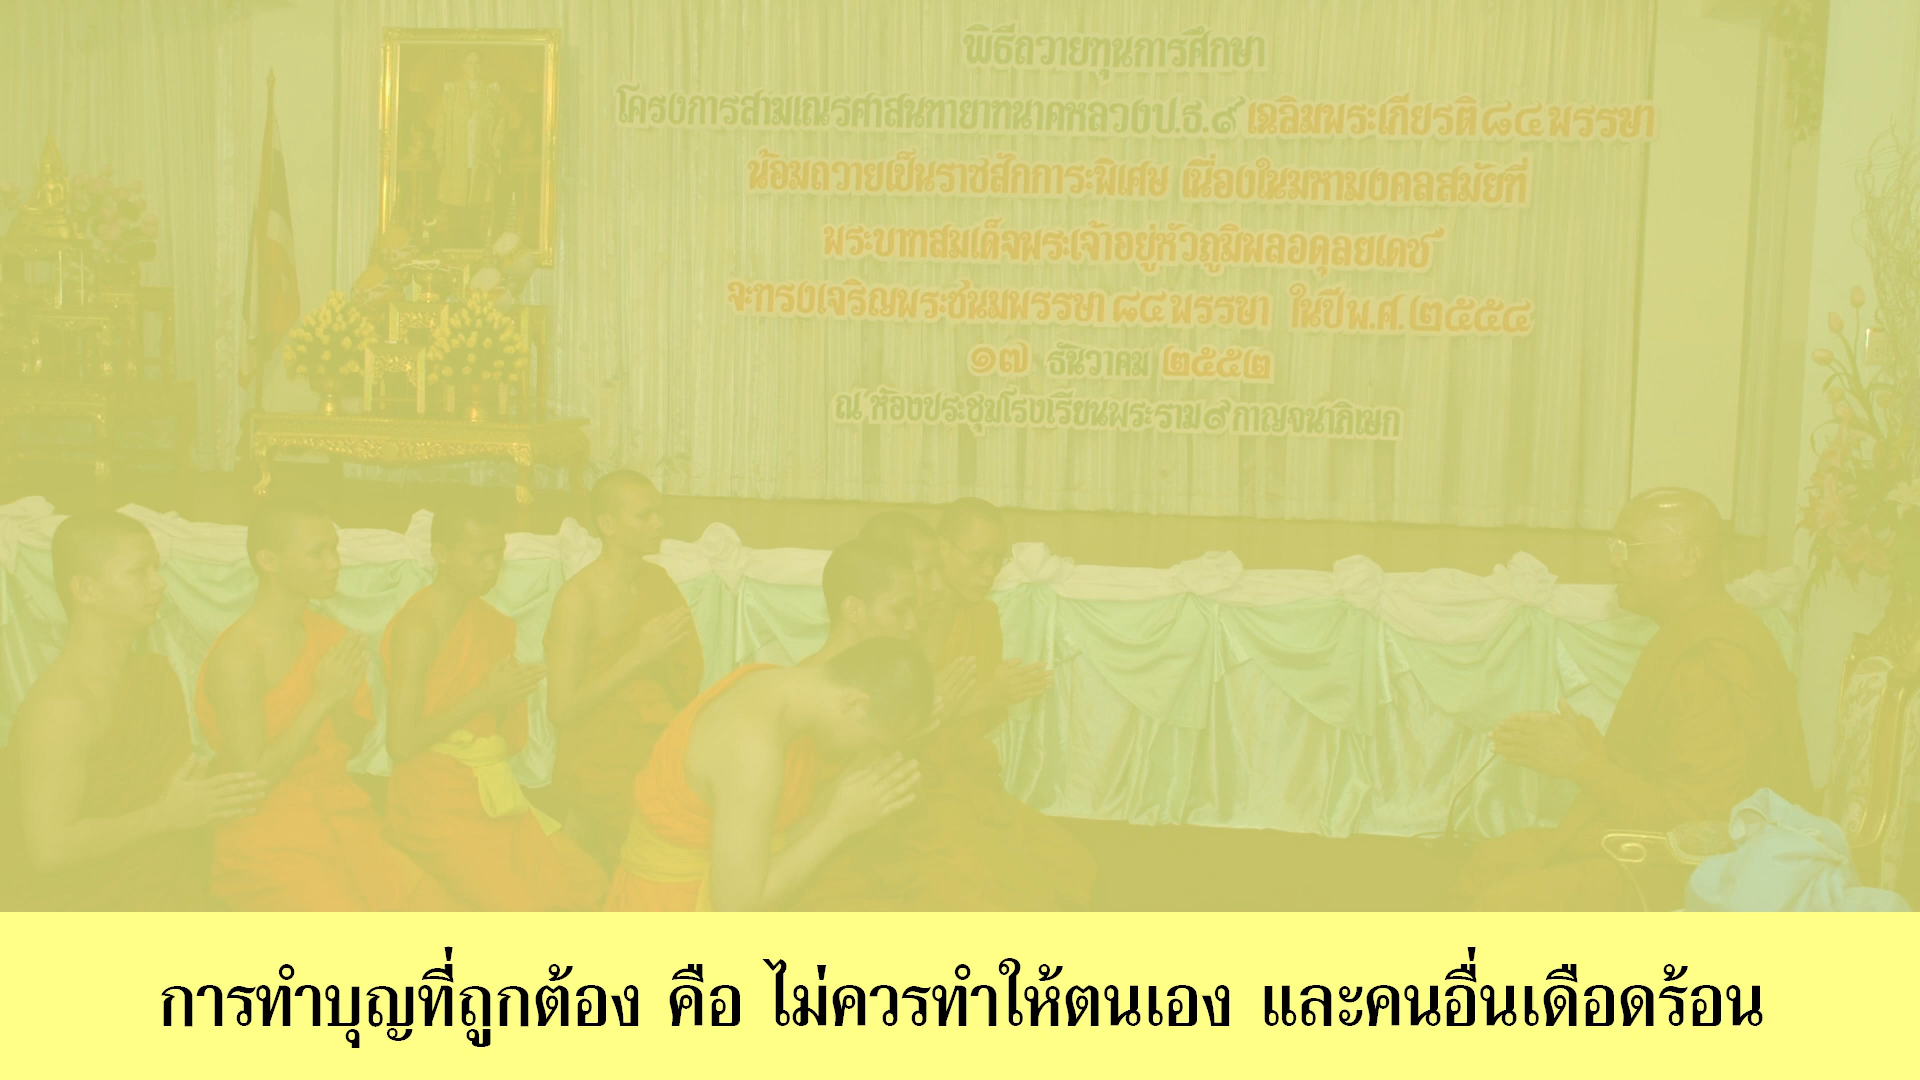 พิธีถวายทุนการศึกษา
โครงการสามเณรศาสนทายาทนาคหลวงป.ธ.๙ เฉลิมพระเกียรติ๘๔พรรษา
น้อมถวายเป็นราชสักการะพิเศษ เนื่องในมหามงคลสมัยที่
พระบาทสมเด็จพระเจ้าอยู่หัวภูมิพลอดุลยเดช
จะทรงเจริญพระชนมพรรษา๘๔พรรษา ในปีพ.ศ.๒๕๕๔
๑๗ ธันวาคม ๒๕๕๒
ณ ห้องประชุมโรงเรียนพระราม๙กาญจนาภิเษก
การทำบุญที่ถูกต้อง คือ ไม่ควรทำให้ตนเอง และคนอื่นเดือดร้อน